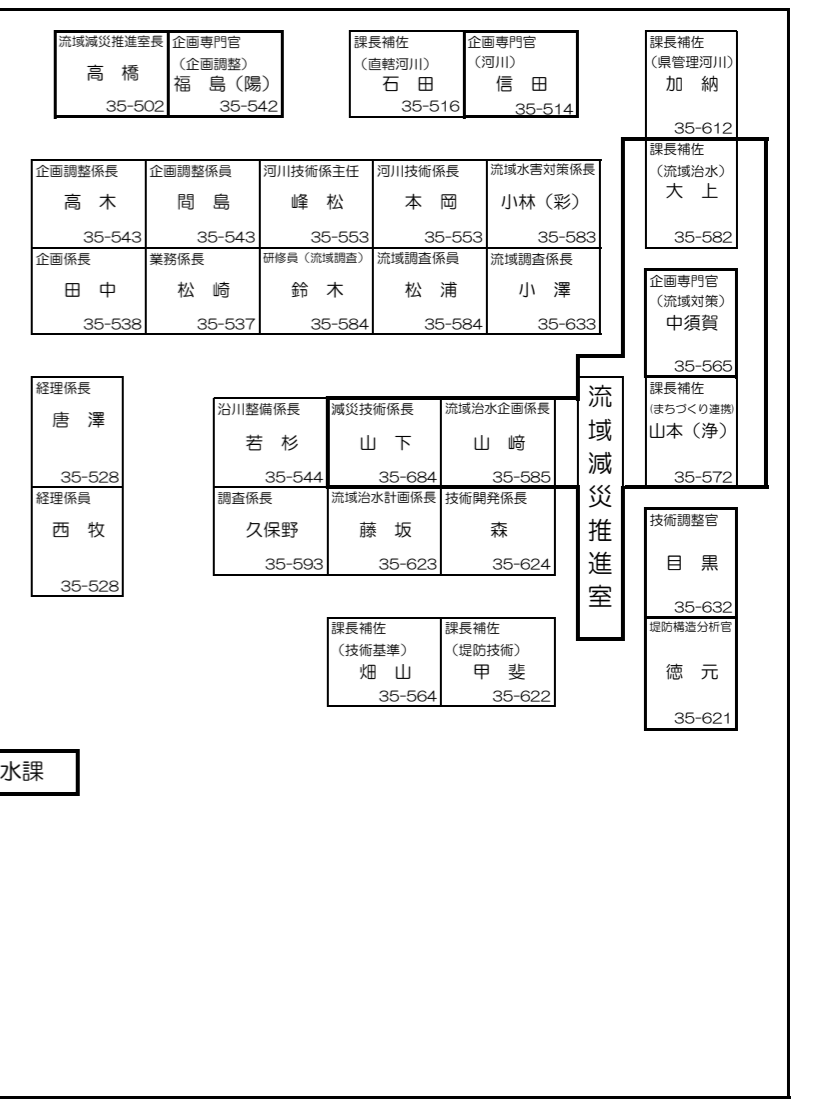 流域減災推進室長
高　橋
35-502
企画専門官
（企画調整）
福　島（陽）
35-542
課長補佐
（直轄河川）
石　田
35-516
企画専門官
（河川）
信　田
35-514
課長補佐
（県管理河川）
加　納
35-612
課長補佐
（流域治水）
大　上
35-582
企画調整係長
高　木
35-543
企画調整係員
間　島
35-543
河川技術係主任
峰　松
35-553
河川技術係長
本　岡
35-553
流域水害対策係長
小林（彩）
35-583
企画係長
田　中
35-538
業務係長
松　崎
35-537
研修員（流域調査）
鈴　木
35-584
流域調査係員
松　浦
35-584
流域調査係長
小　澤
35-633
企画専門官
（流域対策）
中須賀
35-565
課長補佐
(まちづくり連携)
山本（浄）
35-572
経理係長
唐　澤
35-528
経理係員
西　牧
35-528
沿川整備係長
若　杉
35-544
減災技術係長
山　下
35-684
流域治水企画係長
山　﨑
35-585
調査係長
久保野
35-593
流域治水計画係長
藤　坂
35-623
技術開発係長
森
35-624
流域減災推進室
技術調整官
目　黒
35-632
堤防構造分析官
徳　元
35-621
課長補佐
（技術基準）
畑　山
35-564
課長補佐
（堤防技術）
甲　斐
35-622
水課